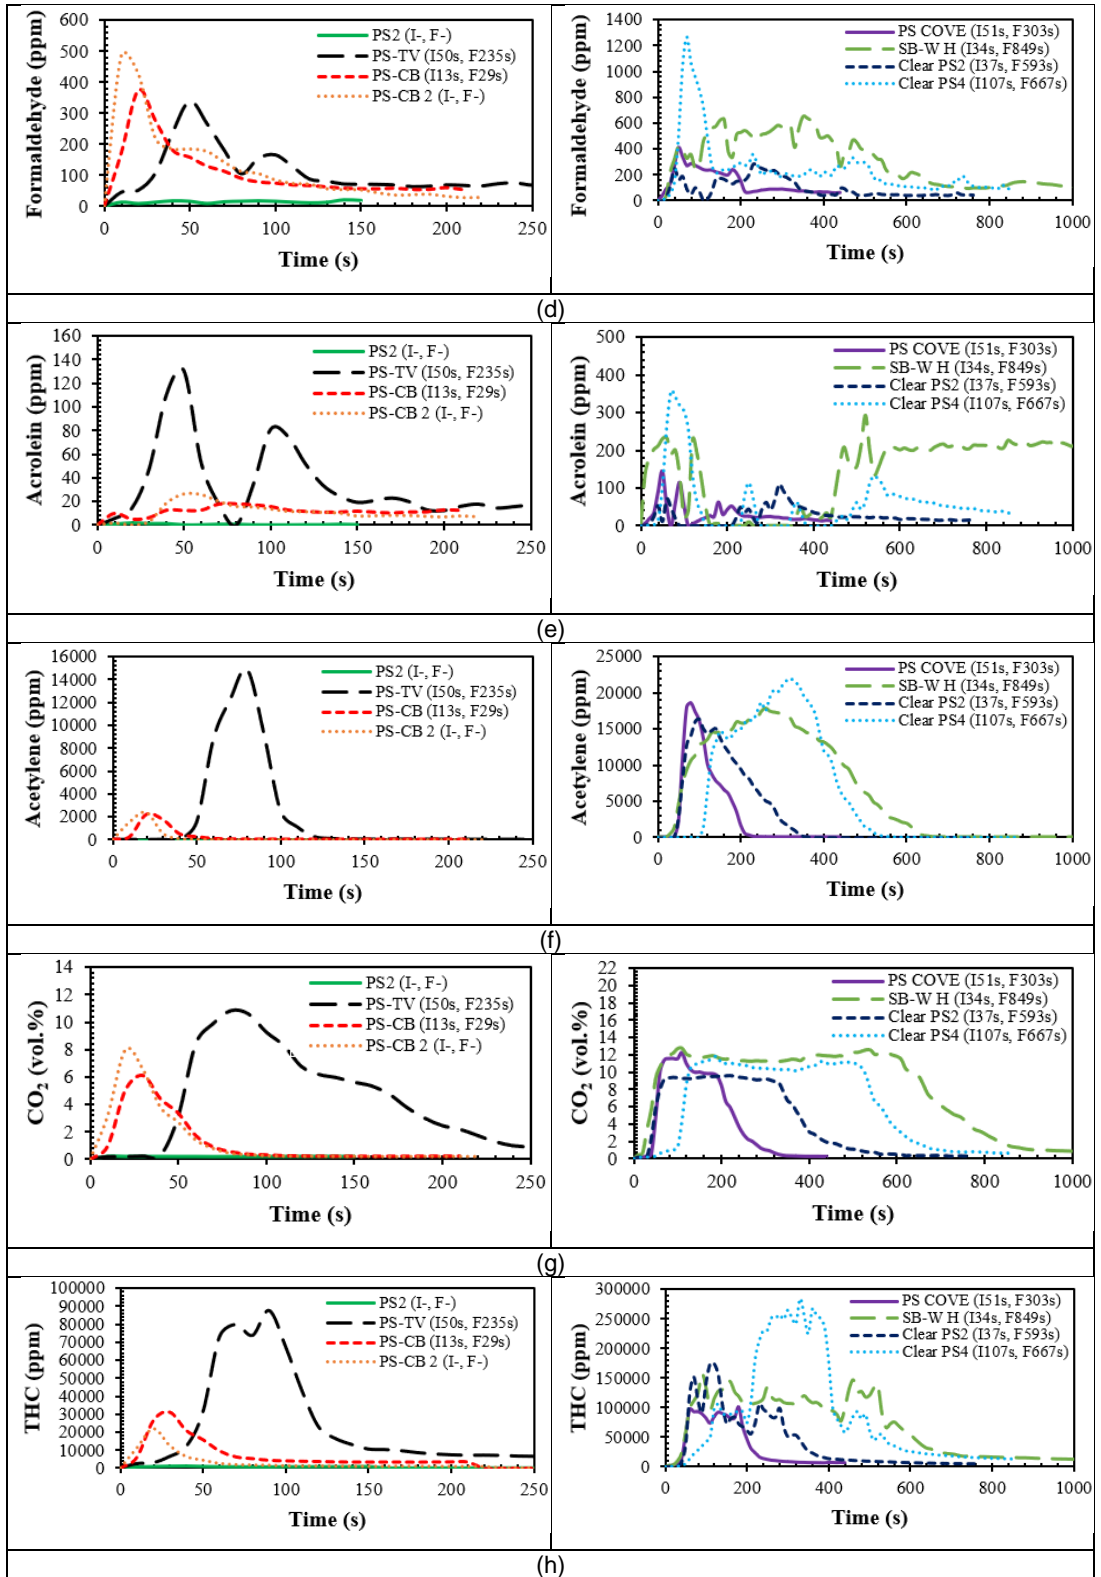 Formaldehyde (ppm)
600
500
400
300
200
100
0
0 50 100 150 200 250
Time (s)
PS2 (I-, F-)
PS-TV (I50s, F235s)
PS-CB (I13s, F29s)
PS-CB 2 (I-, F-)
Formaldehyde (ppm)
1400
1200
1000
800
600
400
200
0
0 200 400 600 800 1000
Time (s)
PS COVE (I51s, F303s)
SB-W H (I34s, F849s)
Clear PS2 (I37s, F593s)
Clear PS4 (I107s, F667s)
(d)
Acrolein (ppm)
160
140
120
100
80
60
40
20
0
0 50 100 150 200 250
Time (s)
PS2 (I-, F-)
PS-TV (I50s, F235s)
PS-CB (I13s, F29s)
PS-CB 2 (I-, F-)
Acrolein (ppm)
500
400
300
200
100
0
0 200 400 600 800 1000
Time (s)
PS COVE (I51s, F303s)
SB-W H (I34s, F849s)
Clear PS2 (I37s, F593s)
Clear PS4 (I107s, F667s)
(e)
Acetylene (ppm)
16000
14000
12000
10000
8000
6000
4000
2000
0
0 50 100 150 200 250
Time (s)
PS2 (I-, F-)
PS-TV (I50s, F235s)
PS-CB (I13s, F29s)
PS-CB 2 (I-, F-)
Acetylene (ppm)
25000
20000
15000
10000
5000
0
0 200 400 600 800 1000
Time (s)
PS COVE (I51s, F303s)
SB-W H (I34s, F849s)
Clear PS2 (I37s, F593s)
Clear PS4 (I107s, F667s)
(f)
CO₂ (vol.%)
14
12
10
8
6
4
2
0
0 50 100 150 200 250
Time (s)
PS2 (I-, F-)
PS-TV (I50s, F235s)
PS-CB (I13s, F29s)
PS-CB 2 (I-, F-)
CO₂ (vol.%)
22
20
18
16
14
12
10
8
6
4
2
0
0 200 400 600 800 1000
Time (s)
PS COVE (I51s, F303s)
SB-W H (I34s, F849s)
Clear PS2 (I37s, F593s)
Clear PS4 (I107s, F667s)
(g)
THC (ppm)
100000
90000
80000
70000
60000
50000
40000
30000
20000
10000
0
0 50 100 150 200 250
Time (s)
PS2 (I-, F-)
PS-TV (I50s, F235s)
PS-CB (I13s, F29s)
PS-CB 2 (I-, F-)
THC (ppm)
300000
250000
200000
150000
100000
50000
0
0 200 400 600 800 1000
Time (s)
PS COVE (I51s, F303s)
SB-W H (I34s, F849s)
Clear PS2 (I37s, F593s)
Clear PS4 (I107s, F667s)
(h)